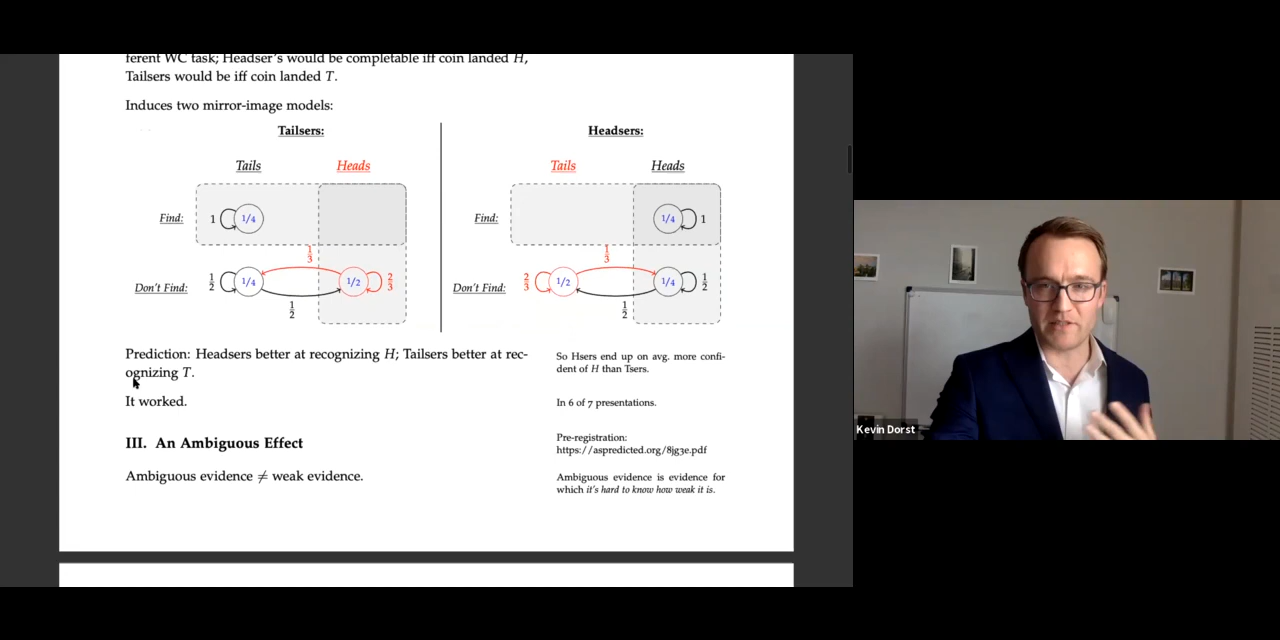 ferent WC task; Headser's would be completable iff coin landed H,
Tailsers would be iff coin landed T.
Induces two mirror-image models:
Tailsers:
Tails Heads
Find: 1 1/4
1/3
Don't Find: 1/2 1/4 1/2 2/3
1/2
Headsers:
Tails Heads
Find: 1/4 1
1/3
Don't Find: 2/3 1/2 1/4 1/2
1/2
Prediction: Headsers better at recognizing H; Tailsers better at rec-
ognizing T.
So Hsers end up on avg. more confi-
dent of H than Tsers.
It worked.
In 6 of 7 presentations.
III. An Ambiguous Effect
Pre-registration:
https://aspredicted.org/8jg3e.pdf
Ambiguous evidence ≠ weak evidence.
Ambiguous evidence is evidence for
which it's hard to know how weak it is.
Kevin Dorst